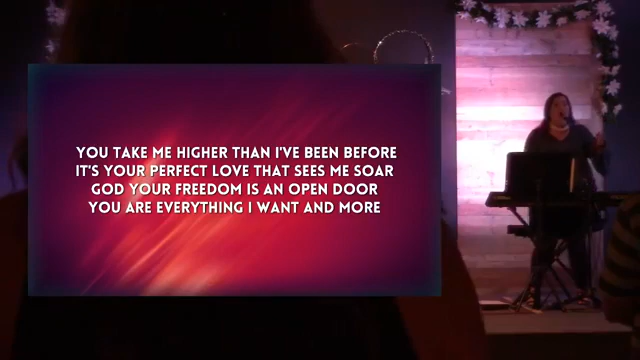 YOU TAKE ME HIGHER THAN I'VE BEEN BEFORE
IT'S YOUR PERFECT LOVE THAT SEES ME SOAR
GOD YOUR FREEDOM IS AN OPEN DOOR
YOU ARE EVERYTHING I WANT AND MORE